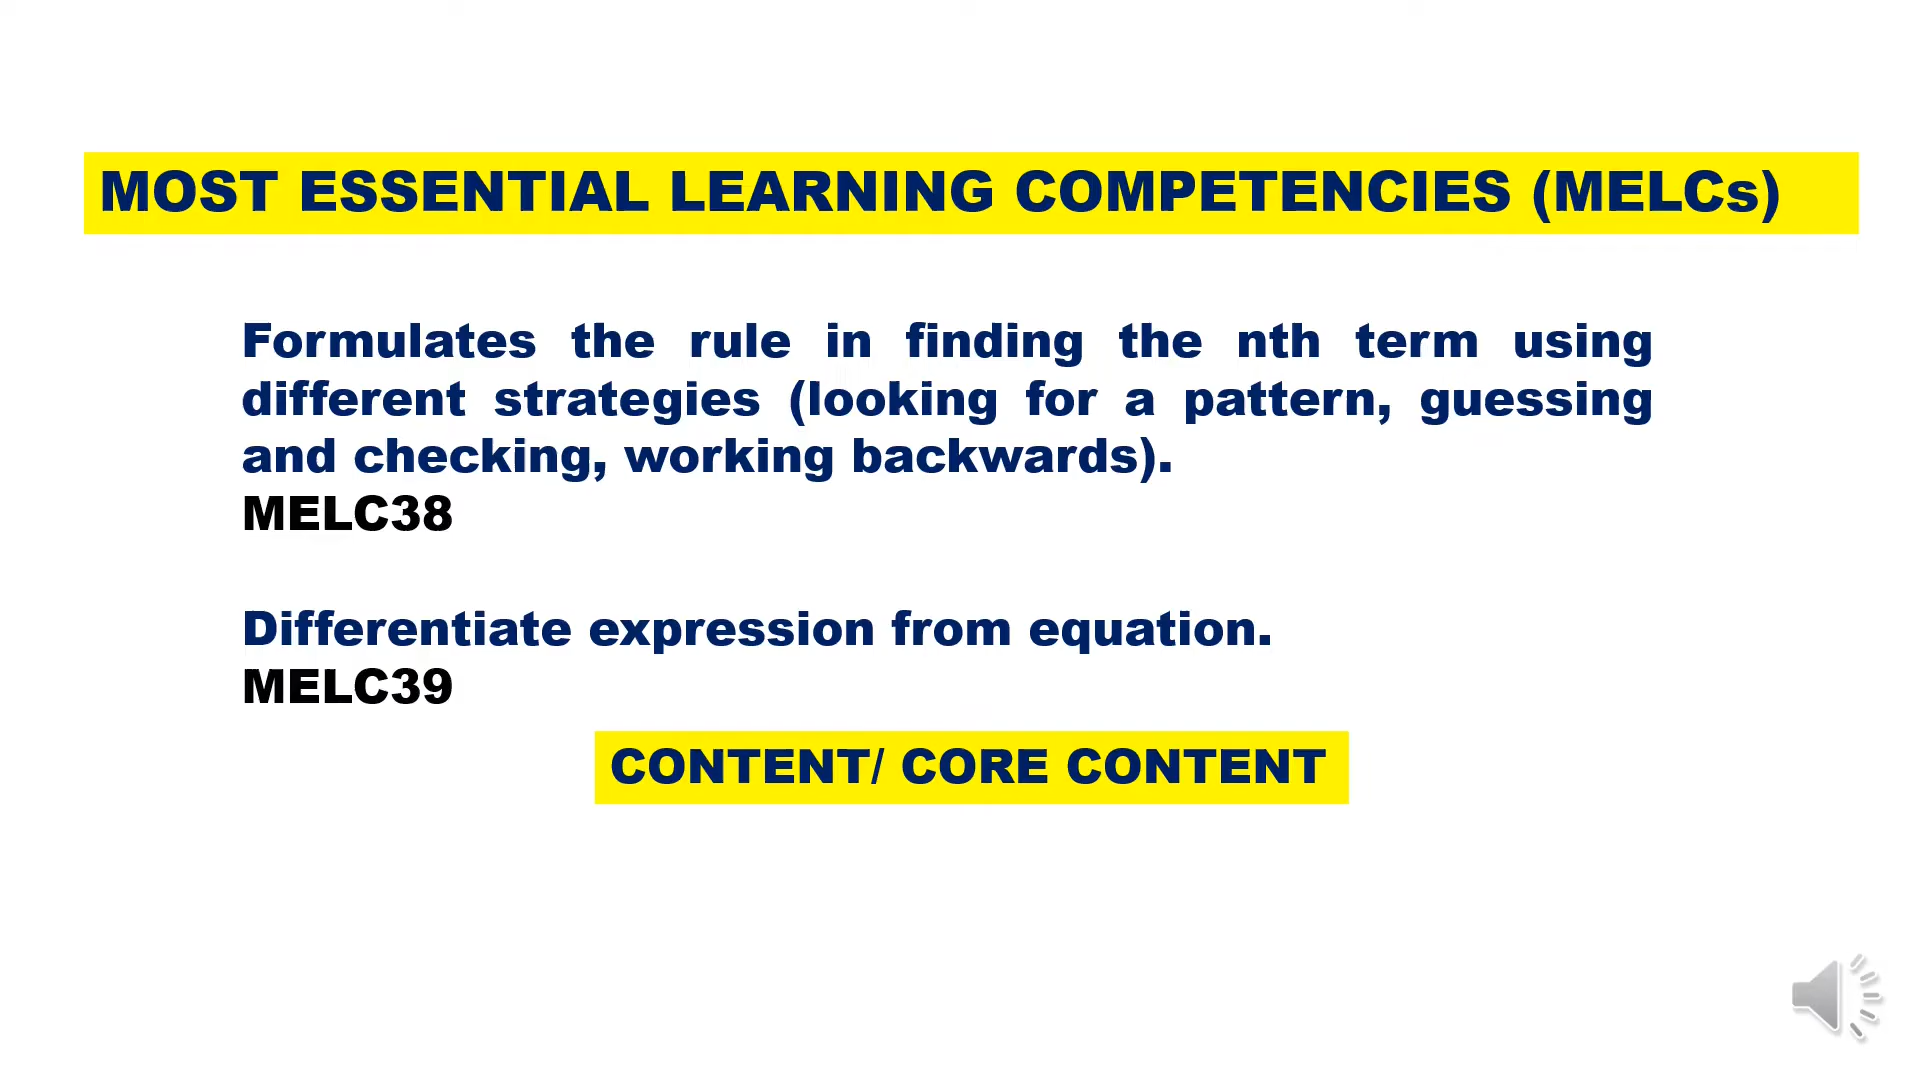 MOST ESSENTIAL LEARNING COMPETENCIES (MELCs)
Formulates the rule in finding the nth term using
different strategies (looking for a pattern, guessing
and checking, working backwards).
MELC38
Differentiate expression from equation.
MELC39
CONTENT/ CORE CONTENT